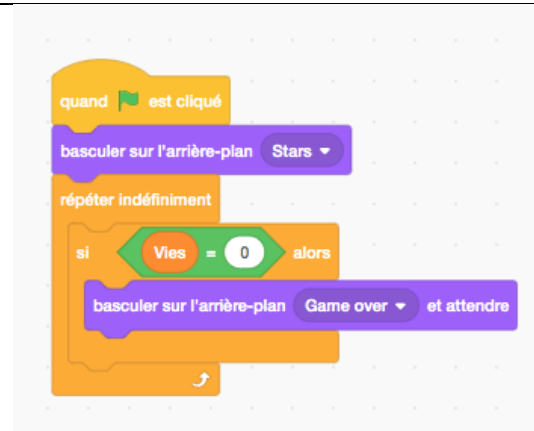 quand est cliqué
basculer sur l'arrière-plan Stars
répéter indéfiniment
si Vies = 0 alors
basculer sur l'arrière-plan Game over et attendre